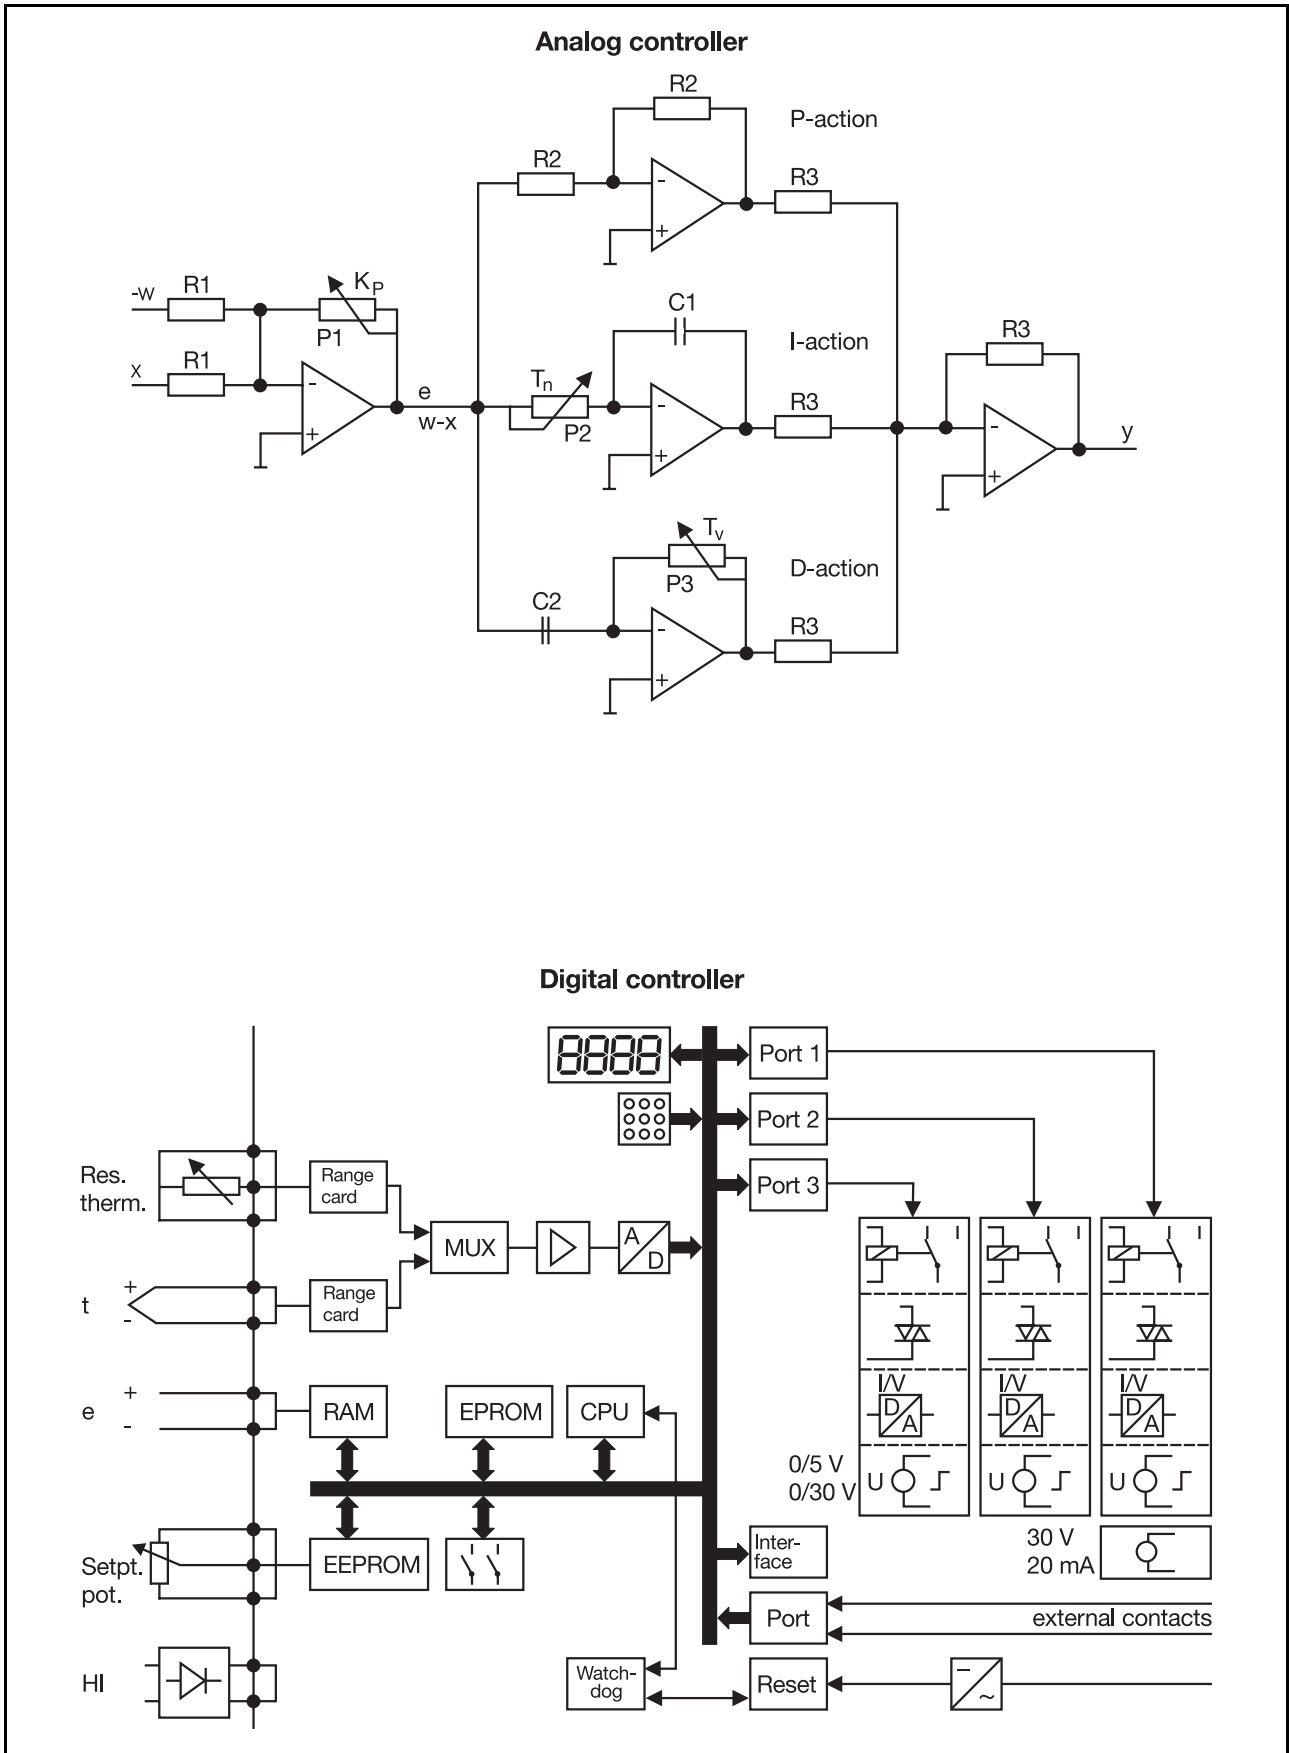 Analog controller
R2
P-action
R2
R3
-
+
-w
R1
KP
P1
C1
R3
x
R1
I-action
-
+
Tn
e
w-x
P2
R3
-
+
y
-
+
Tv
P3
D-action
C2
R3
-
+
Digital controller
8888
Port 1
Port 2
Res.
therm.
Range
card
Port 3
MUX
A
D
t
+
-
Range
card
I/V
D
A
I/V
D
A
I/V
D
A
e
+
-
RAM
EPROM
CPU
0/5 V
0/30 V
U
U
U
Setpt.
pot.
EEPROM
Inter-
face
30 V
20 mA
Port
external contacts
HI
Watch-
dog
Reset
–
~